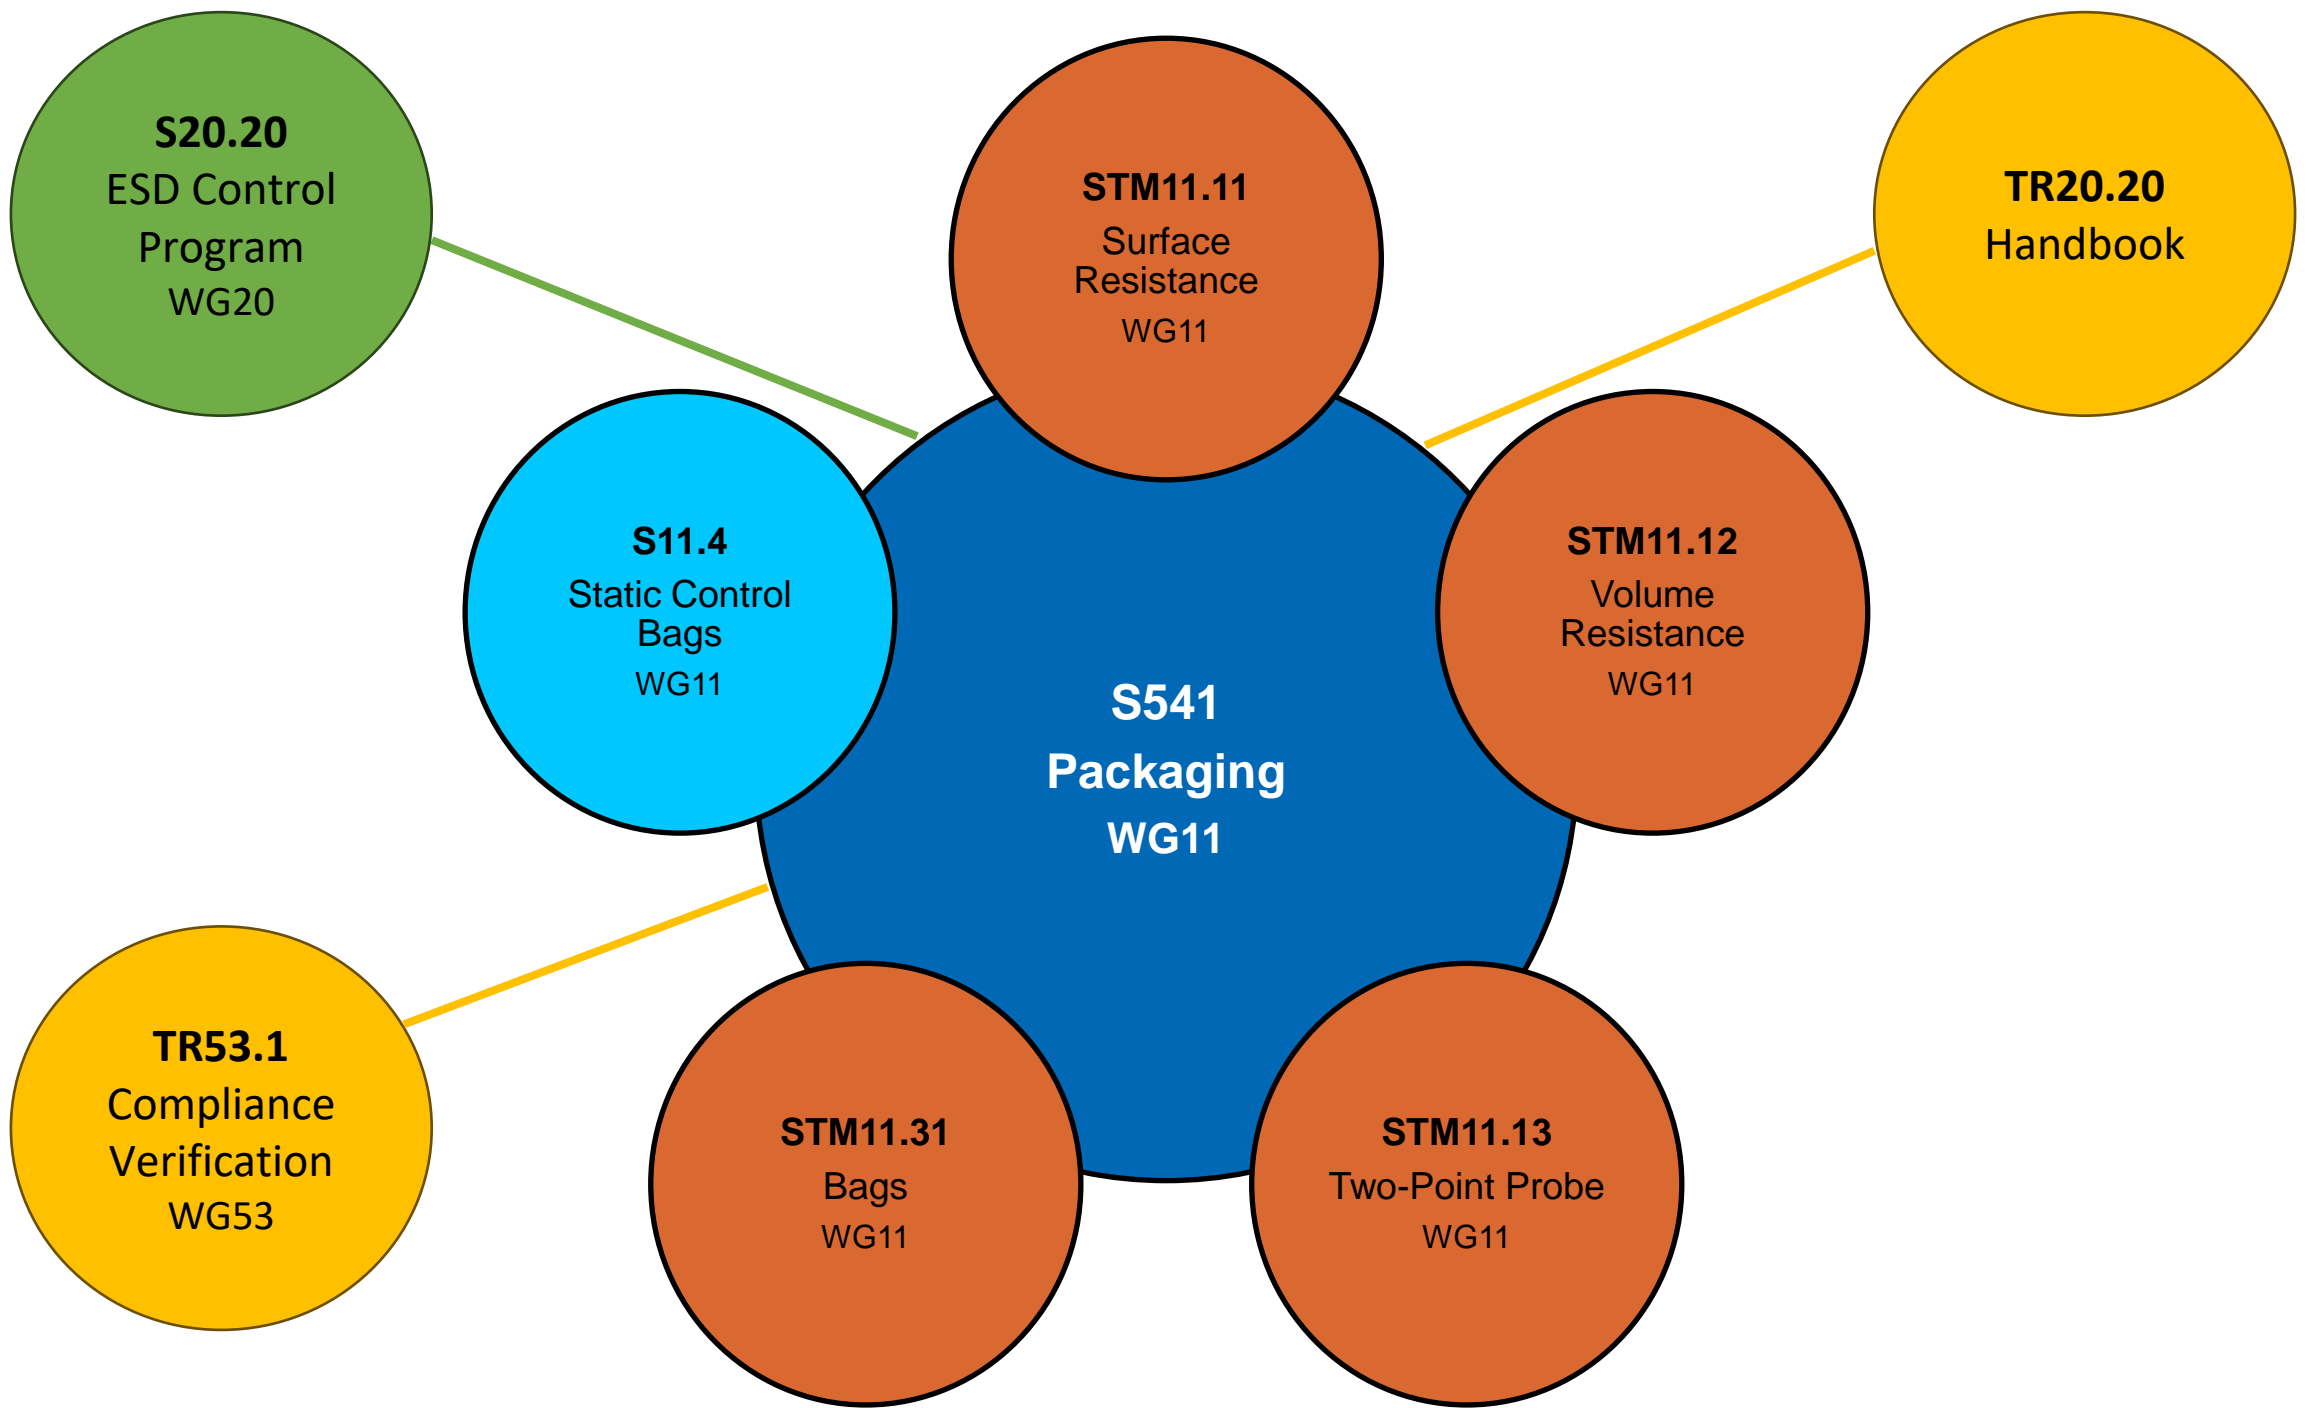 S20.20
ESD Control
Program
WG20
STM11.11
Surface
Resistance
WG11
TR20.20
Handbook
S11.4
Static Control
Bags
WG11
STM11.12
Volume
Resistance
WG11
S541
Packaging
WG11
TR53.1
Compliance
Verification
WG53
STM11.31
Bags
WG11
STM11.13
Two-Point Probe
WG11